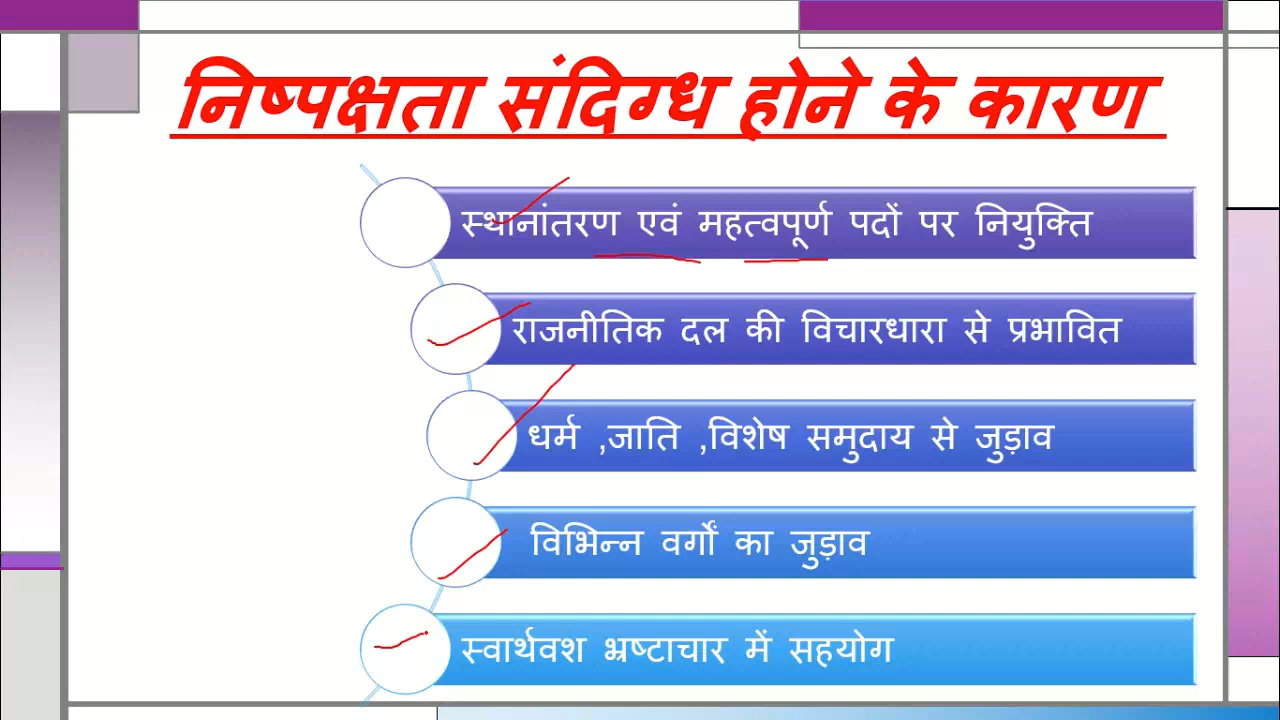 निष्पक्षता संदिग्ध होने के कारण
स्थानांतरण एवं महत्वपूर्ण पदों पर नियुक्ति
राजनीतिक दल की विचारधारा से प्रभावित
धर्म ,जाति ,विशेष समुदाय से जुड़ाव
विभिन्न वर्गों का जुड़ाव
स्वार्थवश भ्रष्टाचार में सहयोग